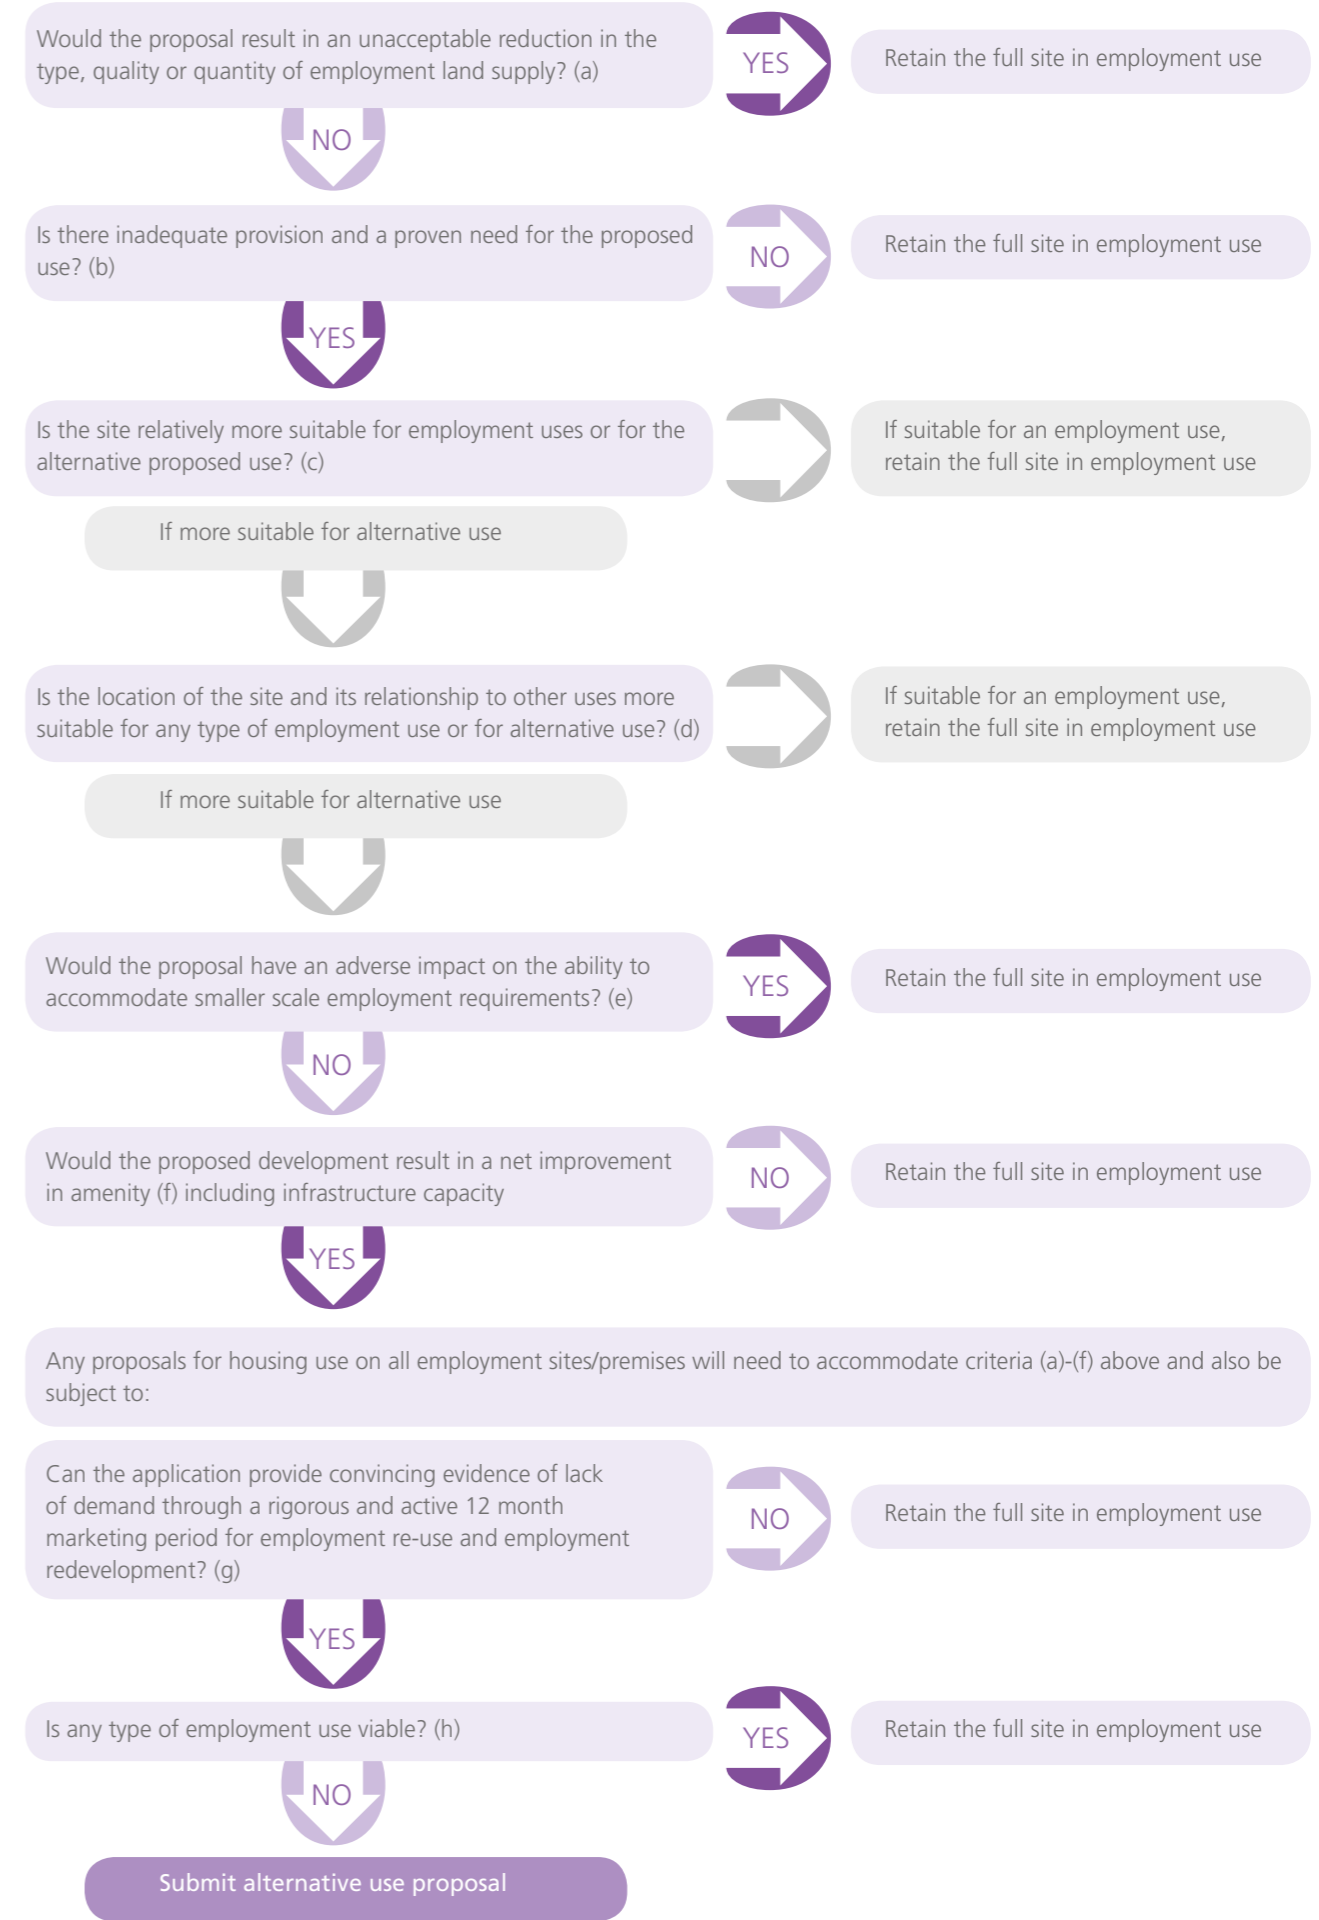 Would the proposal result in an unacceptable reduction in the
type, quality or quantity of employment land supply? (a)
YES
Retain the full site in employment use
NO
Is there inadequate provision and a proven need for the proposed
use? (b)
NO
Retain the full site in employment use
YES
Is the site relatively more suitable for employment uses or for the
alternative proposed use? (c)
If suitable for an employment use,
retain the full site in employment use
If more suitable for alternative use
Is the location of the site and its relationship to other uses more
suitable for any type of employment use or for alternative use? (d)
If suitable for an employment use,
retain the full site in employment use
If more suitable for alternative use
Would the proposal have an adverse impact on the ability to
accommodate smaller scale employment requirements? (e)
YES
Retain the full site in employment use
NO
Would the proposed development result in a net improvement
in amenity (f) including infrastructure capacity
NO
Retain the full site in employment use
YES
Any proposals for housing use on all employment sites/premises will need to accommodate criteria (a)-(f) above and also be
subject to:
Can the application provide convincing evidence of lack
of demand through a rigorous and active 12 month
marketing period for employment re-use and employment
redevelopment? (g)
NO
Retain the full site in employment use
YES
Is any type of employment use viable? (h)
YES
Retain the full site in employment use
NO
Submit alternative use proposal